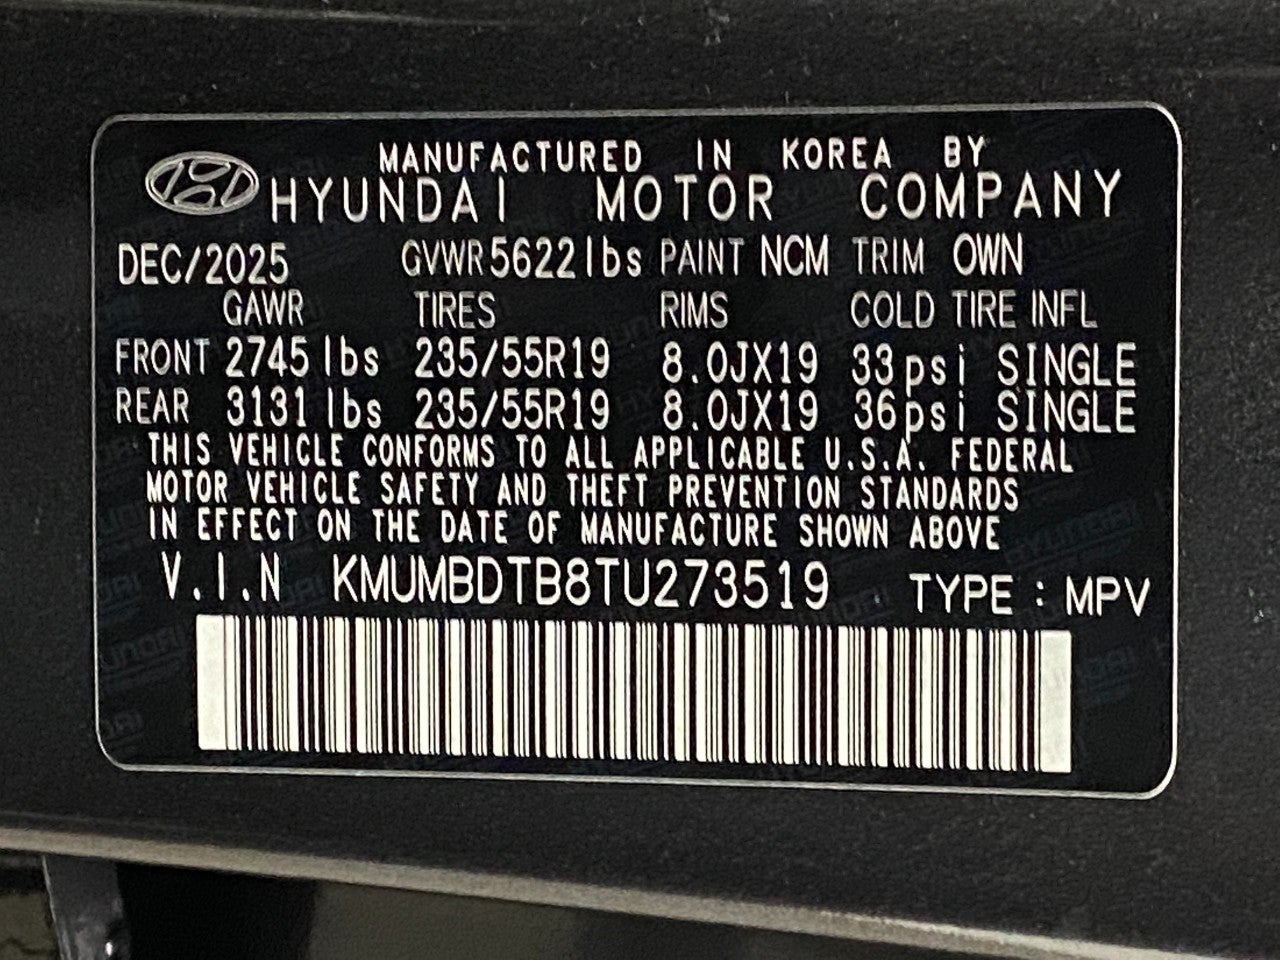 MANUFACTURED IN KOREA BY
HYUNDAI MOTOR COMPANY
DEC/2025 GVWR 5622lbs PAINT NCM TRIM OWN
GAWR TIRES RIMS COLD TIRE INFL
FRONT 2745 lbs 235/55R19 8.0JX19 33psi SINGLE
REAR 3131 lbs 235/55R19 8.0JX19 36psi SINGLE
THIS VEHICLE CONFORMS TO ALL APPLICABLE U.S.A. FEDERAL
MOTOR VEHICLE SAFETY AND THEFT PREVENTION STANDARDS
IN EFFECT ON THE DATE OF MANUFACTURE SHOWN ABOVE
V.I.N KMUMBDTB8TU273519 TYPE : MPV